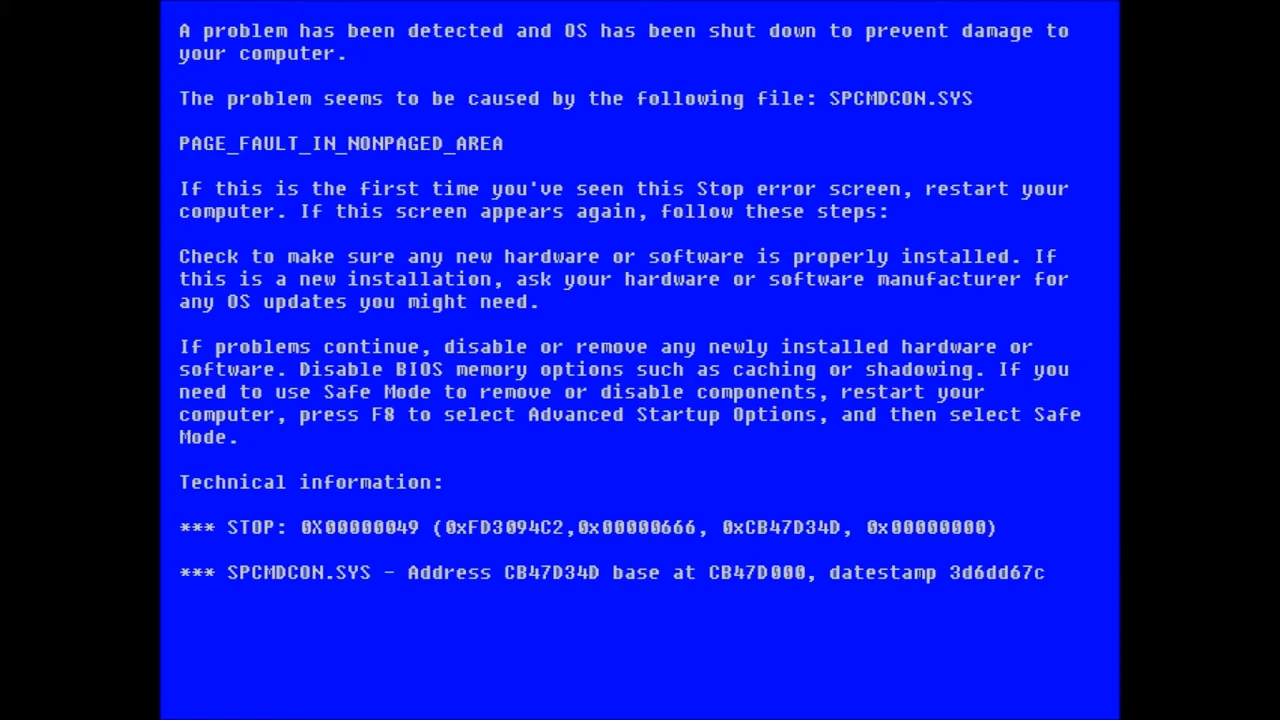 A problem has been detected and OS has been shut down to prevent damage to
your computer.
The problem seems to be caused by the following file: SPCMDCON.SYS
PAGE_FAULT_IN_NONPAGED_AREA
If this is the first time you've seen this Stop error screen, restart your
computer. If this screen appears again, follow these steps:
Check to make sure any new hardware or software is properly installed. If
this is a new installation, ask your hardware or software manufacturer for
any OS updates you might need.
If problems continue, disable or remove any newly installed hardware or
software. Disable BIOS memory options such as caching or shadowing. If you
need to use Safe Mode to remove or disable components, restart your
computer, press F8 to select Advanced Startup Options, and then select Safe
Mode.
Technical information:
*** STOP: 0X00000049 (0xFD3094C2,0x00000666, 0xCB47D34D, 0x00000000)
*** SPCMDCON.SYS - Address CB47D34D base at CB47D000, datestamp 3d6dd67c